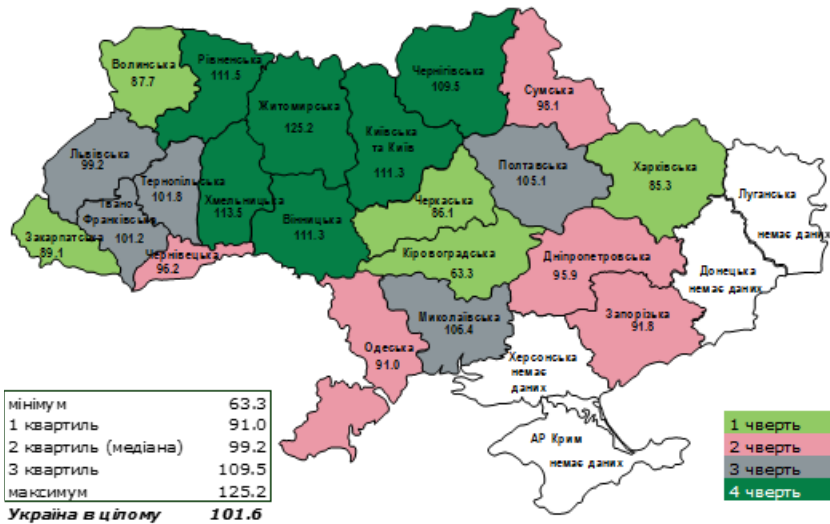 Волинська
87.7
Рівненська
111.5
Житомирська
125.2
Київська
та Київ
111.3
Чернігівська
109.5
Сумська
98.1
Львівська
99.2
Тернопільська
101.8
Хмельницька
113.5
Вінницька
111.3
Черкаська
86.1
Полтавська
105.1
Харківська
85.3
Луганська
немає даних
Івано
Франківська
101.2
Закарпатська
89.1
Чернівецька
96.2
Кіровоградська
63.3
Дніпропетровська
95.9
Донецька
немає даних
Запорізька
91.8
Миколаївська
106.4
Одеська
91.0
Херсонська
немає
даних
АР Крим
немає даних
мінімум 63.3
1 квартиль 91.0
2 квартиль (медіана) 99.2
3 квартиль 109.5
максимум 125.2
Україна в цілому 101.6
1 чверть
2 чверть
3 чверть
4 чверть